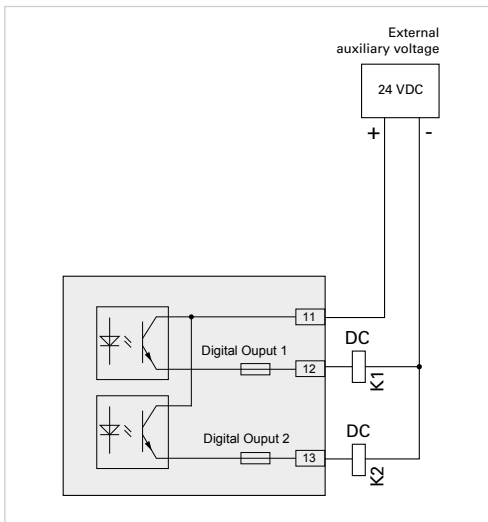 External
auxiliary voltage
24 VDC
+ -
11
DC
Digital Ouput 1
12
K1
DC
Digital Ouput 2
13
K2